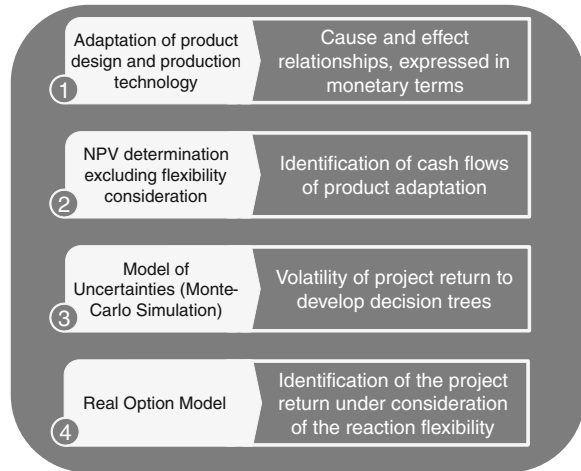 Adaptation of product
design and production
technology
1
Cause and effect
relationships, expressed in
monetary terms
NPV determination
excluding flexibility
consideration
2
Identification of cash flows
of product adaptation
Model of
Uncertainties (Monte-
Carlo Simulation)
3
Volatility of project return to
develop decision trees
Real Option Model
4
Identification of the project
return under consideration
of the reaction flexibility